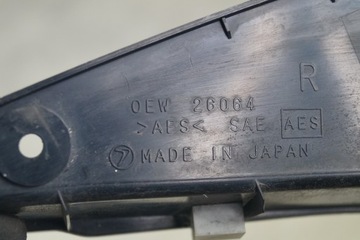 R
OEW 26064
>AES< SAE AES
7 MADE IN JAPAN